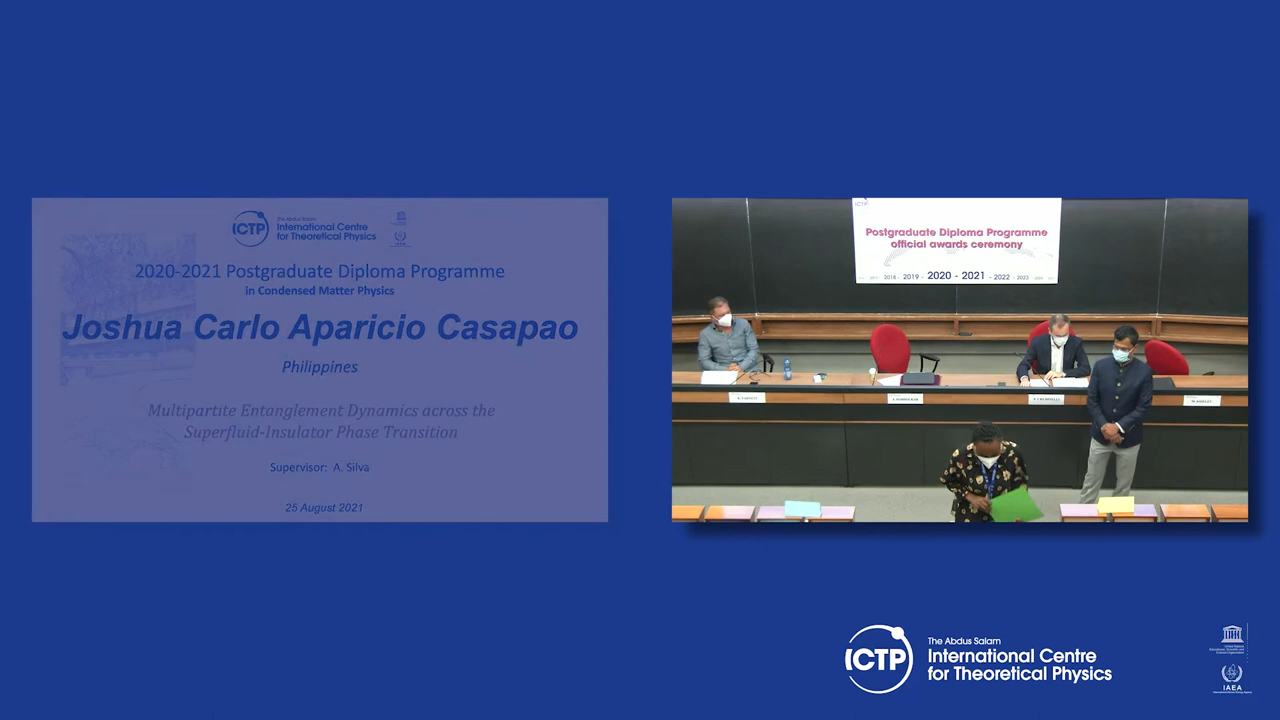 ICTP
The Abdus Salam
International Centre
for Theoretical Physics
2020-2021 Postgraduate Diploma Programme
in Condensed Matter Physics
Joshua Carlo Aparicio Casapao
Philippines
Multipartite Entanglement Dynamics across the
Superfluid-Insulator Phase Transition
Supervisor: A. Silva
25 August 2021
ICTP
Postgraduate Diploma Programme
official awards ceremony
2018 - 2019 - 2020 - 2021 - 2022 - 2023
ICTP
The Abdus Salam
International Centre
for Theoretical Physics
IAEA